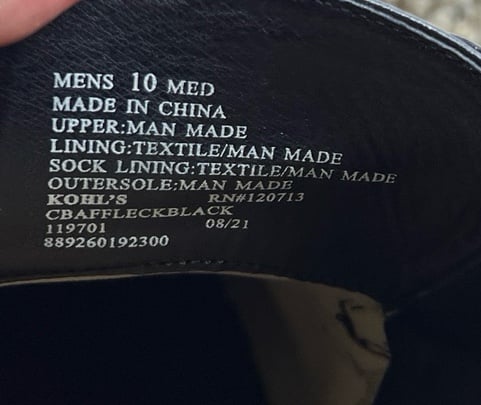 MENS 10 MED
MADE IN CHINA
UPPER:MAN MADE
LINING:TEXTILE/MAN MADE
SOCK LINING:TEXTILE/MAN MADE
OUTERSOLE:MAN MADE
KOHL'S RN#120713
CBAFFLECKBLACK
119701 08/21
889260192300